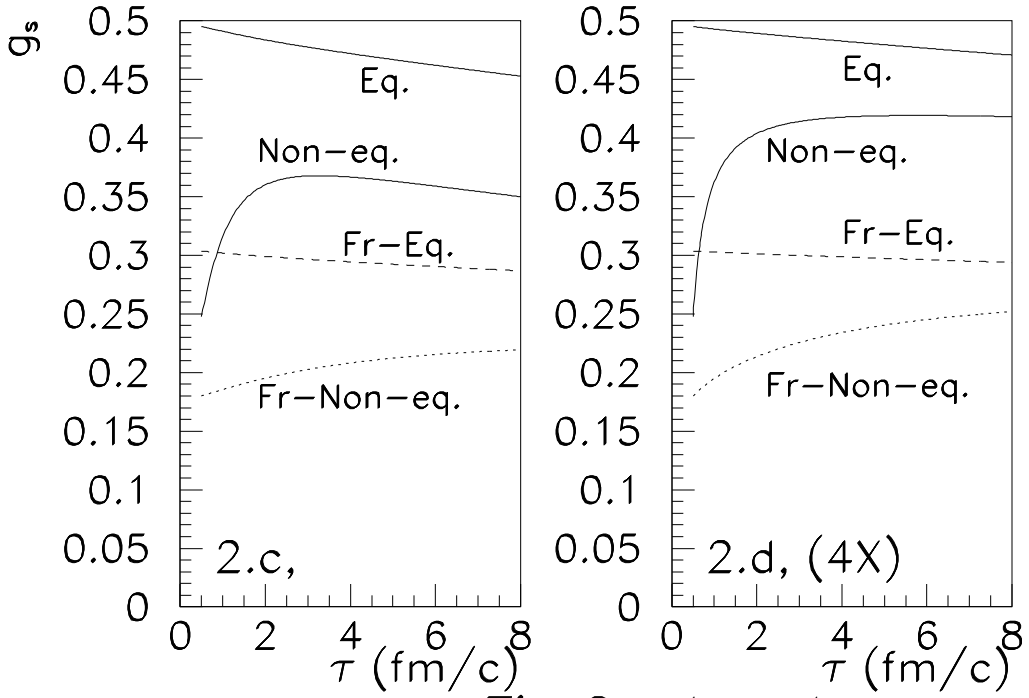 g_s
0.5
0.45
0.4
0.35
0.3
0.25
0.2
0.15
0.1
0.05
0
Eq.
Non-eq.
Fr-Eq.
Fr-Non-eq.
2.c,
0 2 4 6 8
τ (fm/c)
0.5
0.45
0.4
0.35
0.3
0.25
0.2
0.15
0.1
0.05
0
Eq.
Non-eq.
Fr-Eq.
Fr-Non-eq.
2.d, (4X)
0 2 4 6 8
τ (fm/c)